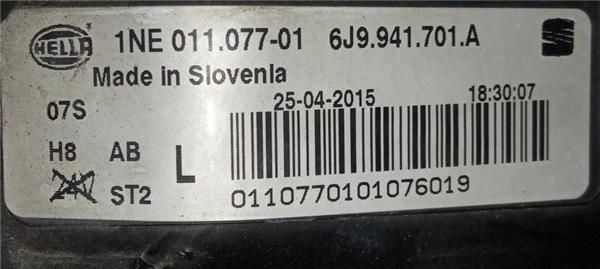 HELLA 1NE 011.077-01 6J9.941.701.A
Made in Slovenia
07S 25-04-2015 18:30:07
H8 AB L
24V ST2 0110770101076019